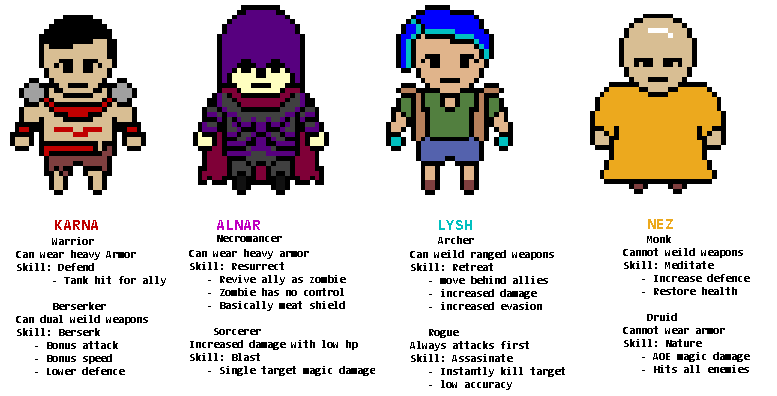 KARNA
Warrior
Can wear heavy Armor
Skill: Defend
- Tank hit for ally
Berserker
Can dual weild weapons
Skill: Berserk
- Bonus attack
- Bonus speed
- Lower defence
ALNAR
Necromancer
Can wear heavy armor
Skill: Resurrect
- Revive ally as zombie
- Zombie has no control
- Basically meat shield
Sorcerer
Increased damage with low hp
Skill: Blast
- Single target magic damage
LYSH
Archer
Can weild ranged weapons
Skill: Retreat
- move behind allies
- increased damage
- increased evasion
Rogue
Always attacks first
Skill: Assasinate
- Instantly kill target
- low accuracy
NEZ
Monk
Cannot weild weapons
Skill: Meditate
- Increase defence
- Restore health
Druid
Cannot wear armor
Skill: Nature
- AOE magic damage
- Hits all enemies